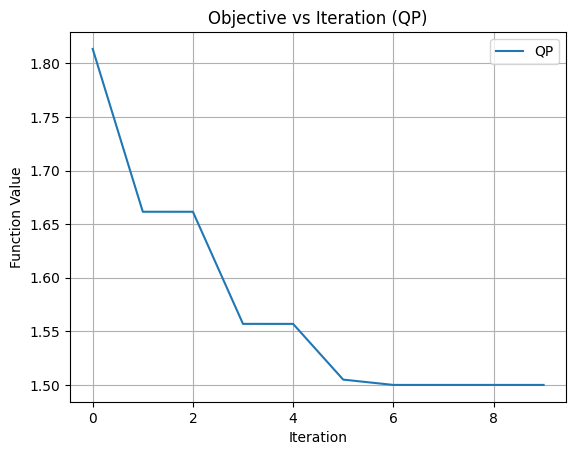 Objective vs Iteration (QP)
QP
Function Value
1.80
1.75
1.70
1.65
1.60
1.55
1.50
0 2 4 6 8
Iteration